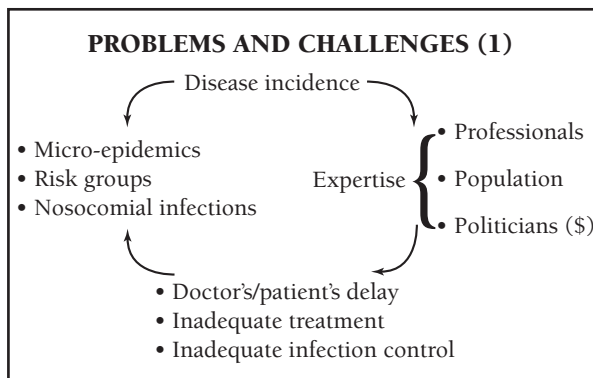 PROBLEMS AND CHALLENGES (1)
Disease incidence
• Micro-epidemics
• Risk groups
• Nosocomial infections
Expertise
• Professionals
• Population
• Politicians ($)
• Doctor's/patient's delay
• Inadequate treatment
• Inadequate infection control